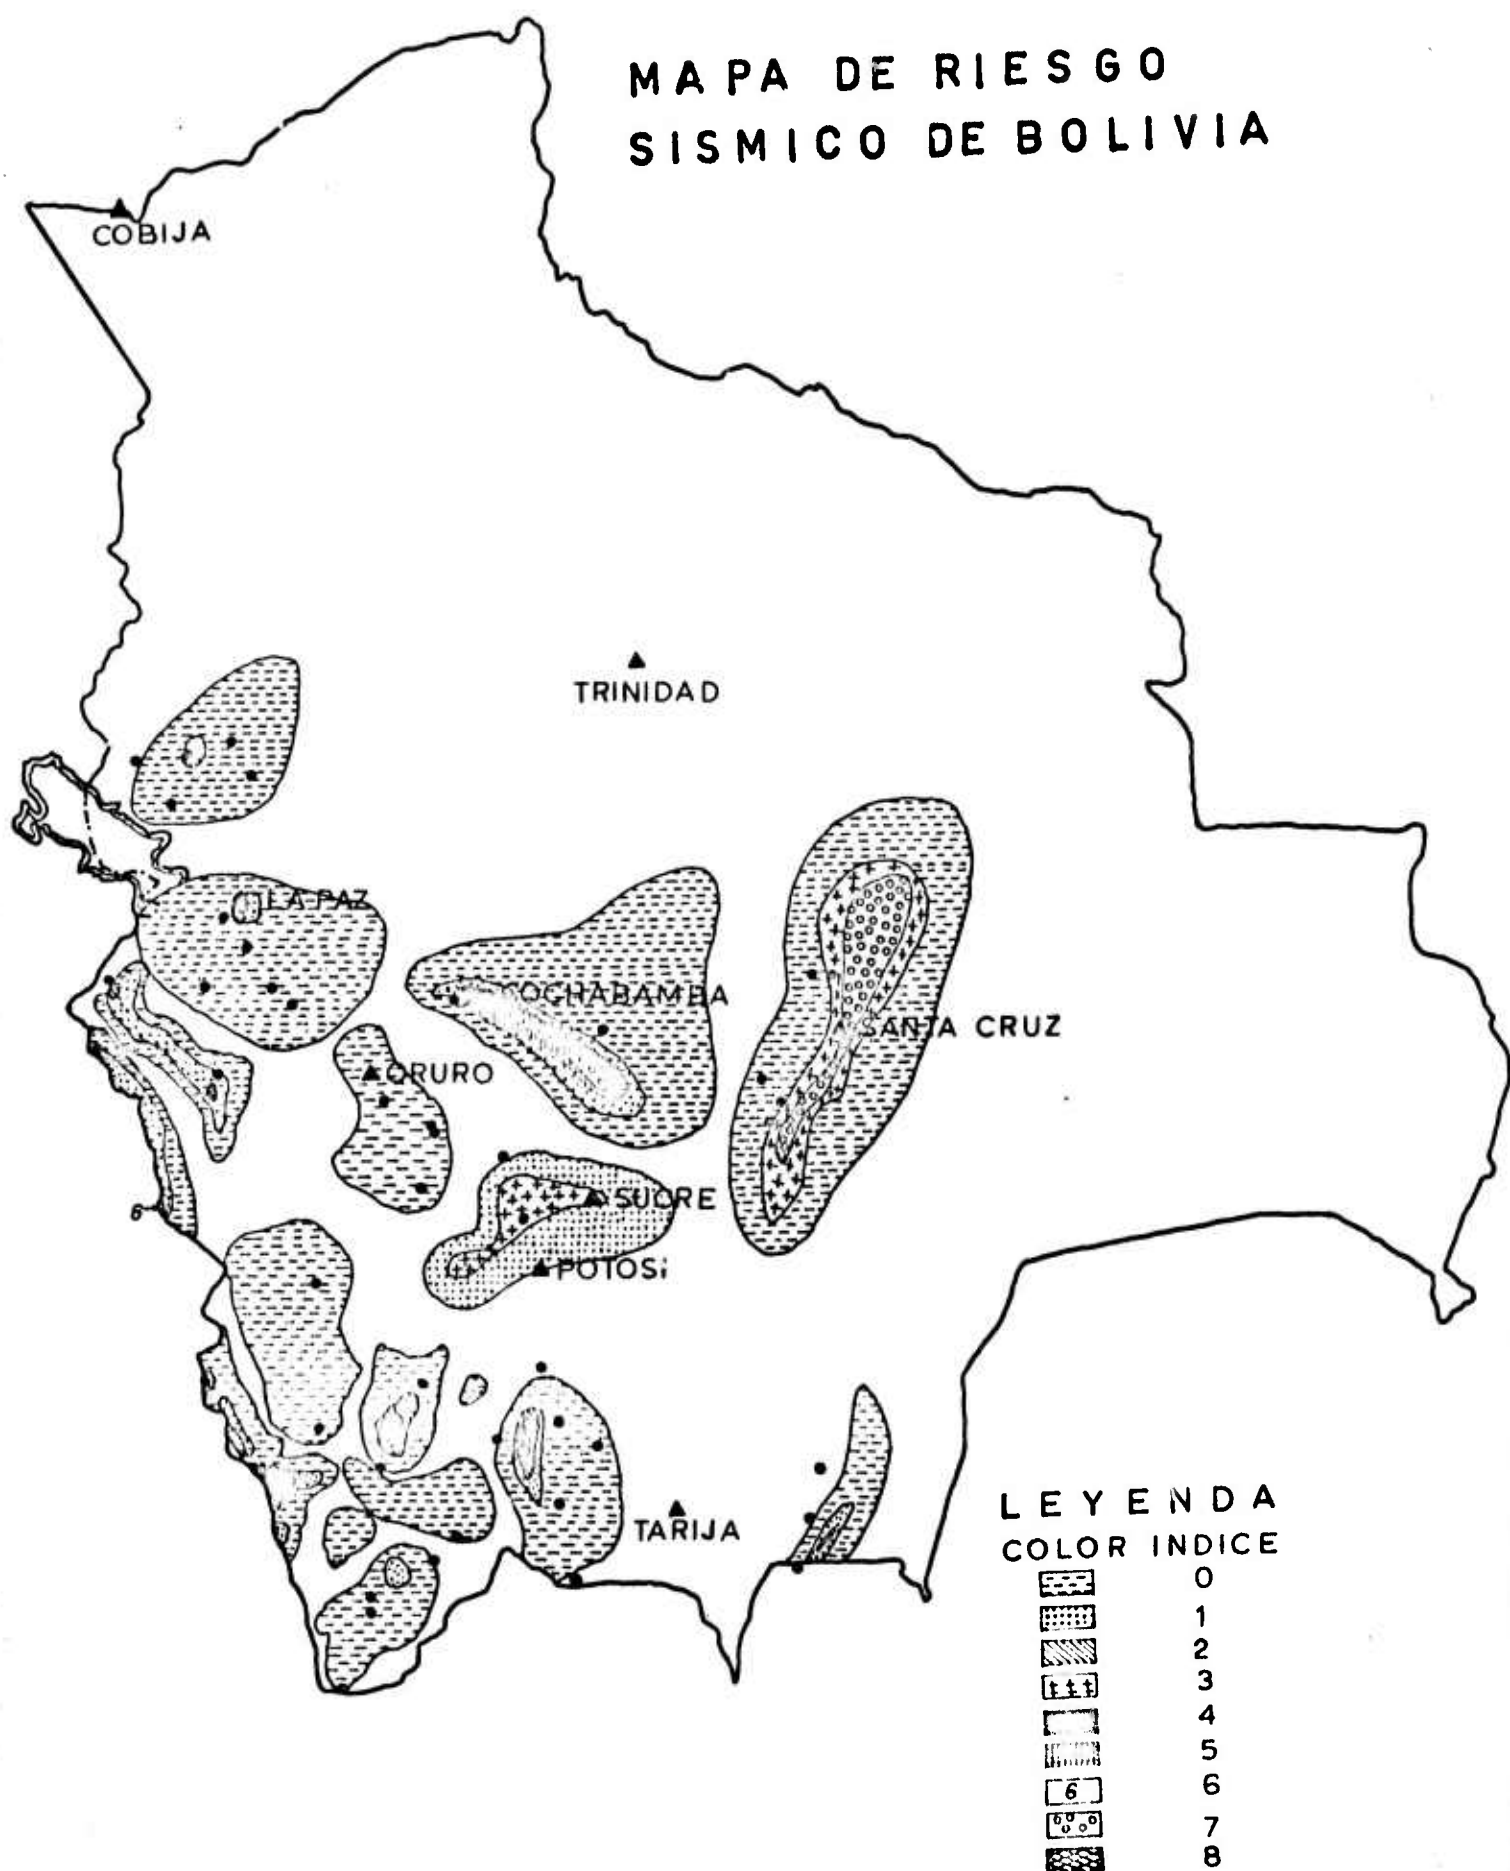 MAPA DE RIESGO
SISMICO DE BOLIVIA
COBIJA
TRINIDAD
LA PAZ
COCHABAMBA
SANTA CRUZ
ORURO
SUCRE
6
POTOSi
TARIJA
LEYENDA
COLOR INDICE
0
1
2
3
4
5
6 6
7
8